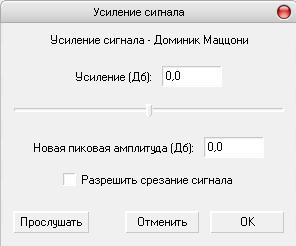 Усиление сигнала
Усиление сигнала - Доминик Маццони
Усиление (Дб): 0,0
Новая пиковая амплитуда (Дб): 0,0
Разрешить срезание сигнала
Прослушать Отменить OK